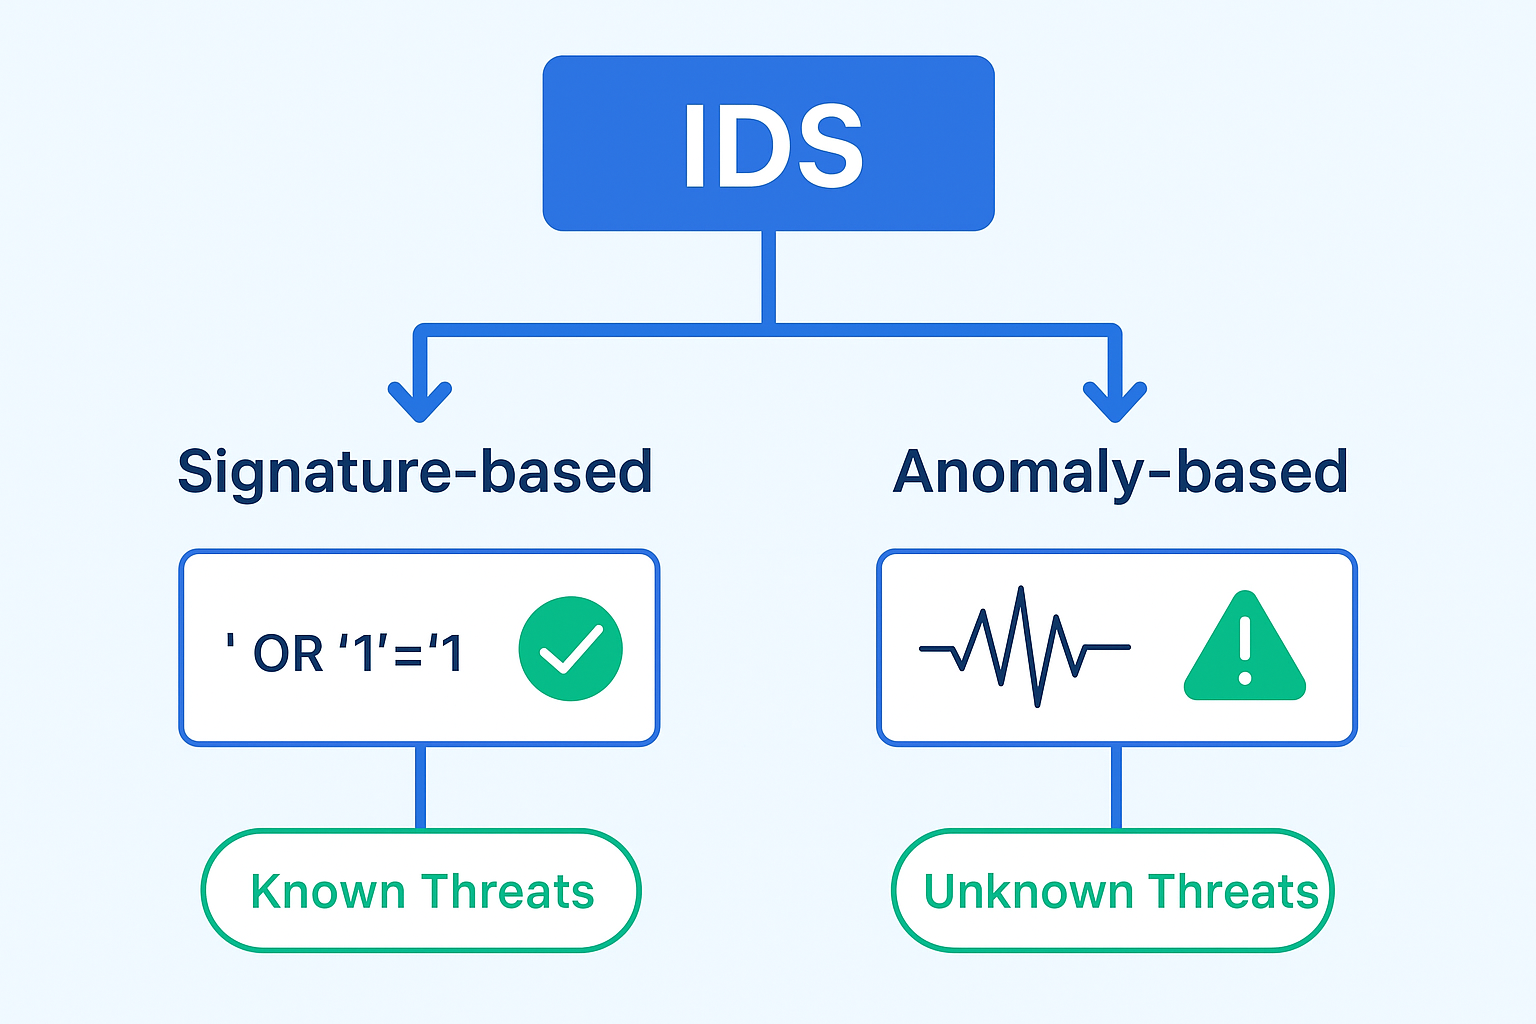 IDS
Signature-based
Anomaly-based
' OR ‘1’=‘1
Known Threats
Unknown Threats